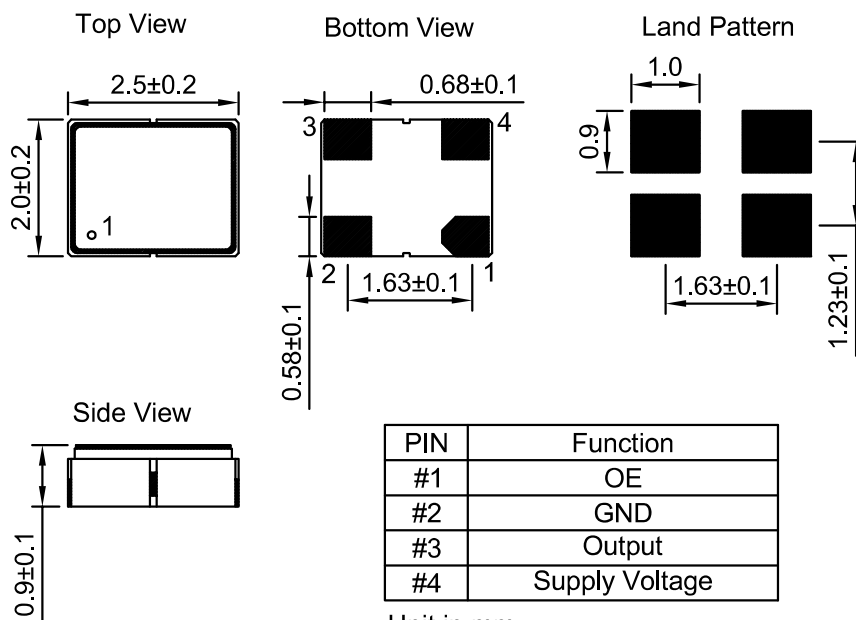 Top View
Bottom View
Land Pattern
2.5±0.2
2.0±0.2
1
0.68±0.1
3
4
2
1
1.63±0.1
0.58±0.1
1.0
0.9
1.63±0.1
1.23±0.1
Side View
0.9±0.1
PIN Function
#1 OE
#2 GND
#3 Output
#4 Supply Voltage
Unit in mm